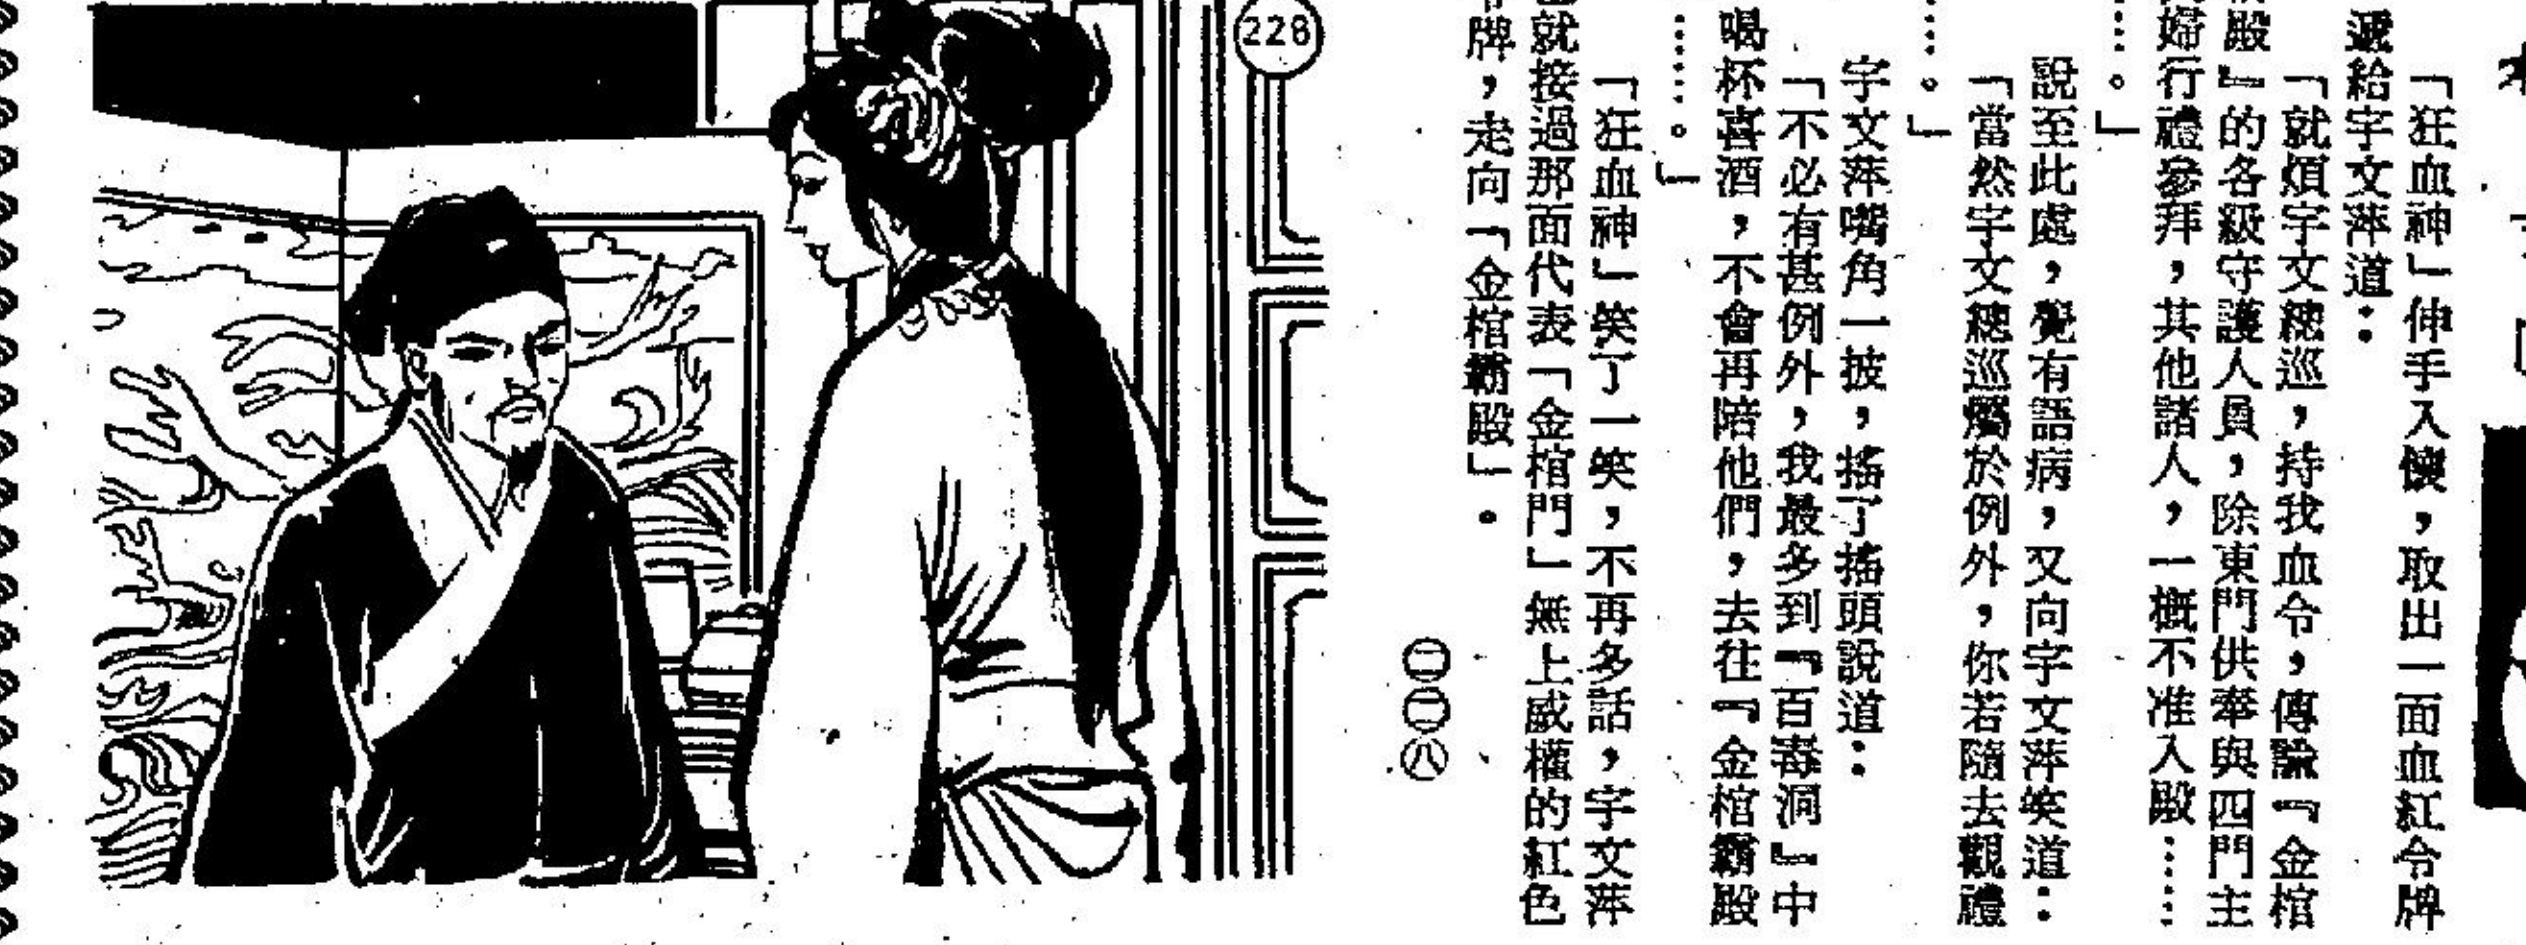 「狂血神」伸手入懷，取出一面血紅令牌
遞給宇文萍道：
「就煩宇文總巡，持我血令，傳諭『金棺
殿』的各級守護人員，除東門供奉與四門主
婦行禮參拜，其他諸人，一概不准入殿……
……。」
說至此處，覺有語病，又向宇文萍笑道：
「當然宇文總巡屬於例外，你若隨去觀禮
……。」
宇文萍嘴角一披，搖了搖頭說道：
「不必有甚例外，我最多到『百毒洞』中
喝杯喜酒，不會再陪他們，去往『金棺霸殿
……。」
「狂血神」笑了一笑，不再多話，宇文萍
就接過那面代表「金棺門」無上威權的紅色
牌，走向「金棺霸殿」。
㊁㊁㊇
228